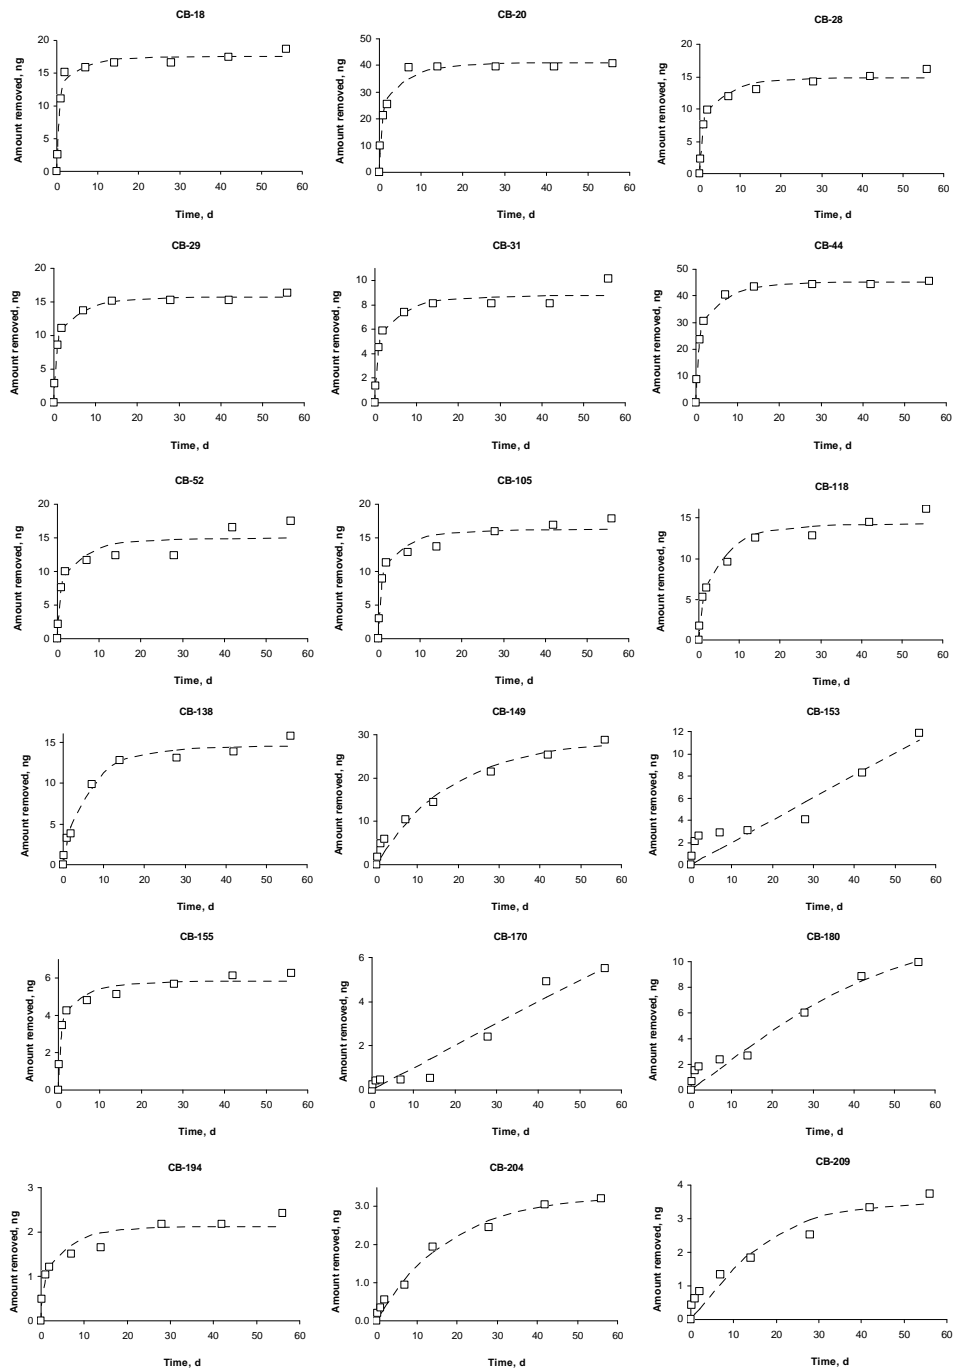 CB-18
CB-20
CB-28
Amount removed, ng
20
15
10
5
0
0 10 20 30 40 50 60
Time, d
Amount removed, ng
50
40
30
20
10
0
0 10 20 30 40 50 60
Time, d
Amount removed, ng
20
15
10
5
0
0 10 20 30 40 50 60
Time, d
CB-29
CB-31
CB-44
Amount removed, ng
20
15
10
5
0
0 10 20 30 40 50 60
Time, d
Amount removed, ng
10
8
6
4
2
0
0 10 20 30 40 50 60
Time, d
Amount removed, ng
50
40
30
20
10
0
0 10 20 30 40 50 60
Time, d
CB-52
CB-105
CB-118
Amount removed, ng
20
15
10
5
0
0 10 20 30 40 50 60
Time, d
Amount removed, ng
20
15
10
5
0
0 10 20 30 40 50 60
Time, d
Amount removed, ng
15
10
5
0
0 10 20 30 40 50 60
Time, d
CB-138
CB-149
CB-153
Amount removed, ng
15
10
5
0
0 10 20 30 40 50 60
Time, d
Amount removed, ng
30
20
10
0
0 10 20 30 40 50 60
Time, d
Amount removed, ng
12
10
8
6
4
2
0
0 10 20 30 40 50 60
Time, d
CB-155
CB-170
CB-180
Amount removed, ng
6
4
2
0
0 10 20 30 40 50 60
Time, d
Amount removed, ng
6
4
2
0
0 10 20 30 40 50 60
Time, d
Amount removed, ng
10
8
6
4
2
0
0 10 20 30 40 50 60
Time, d
CB-194
CB-204
CB-209
Amount removed, ng
3
2
1
0
0 10 20 30 40 50 60
Time, d
Amount removed, ng
3.0
2.0
1.0
0.0
0 10 20 30 40 50 60
Time, d
Amount removed, ng
4
3
2
1
0
0 10 20 30 40 50 60
Time, d